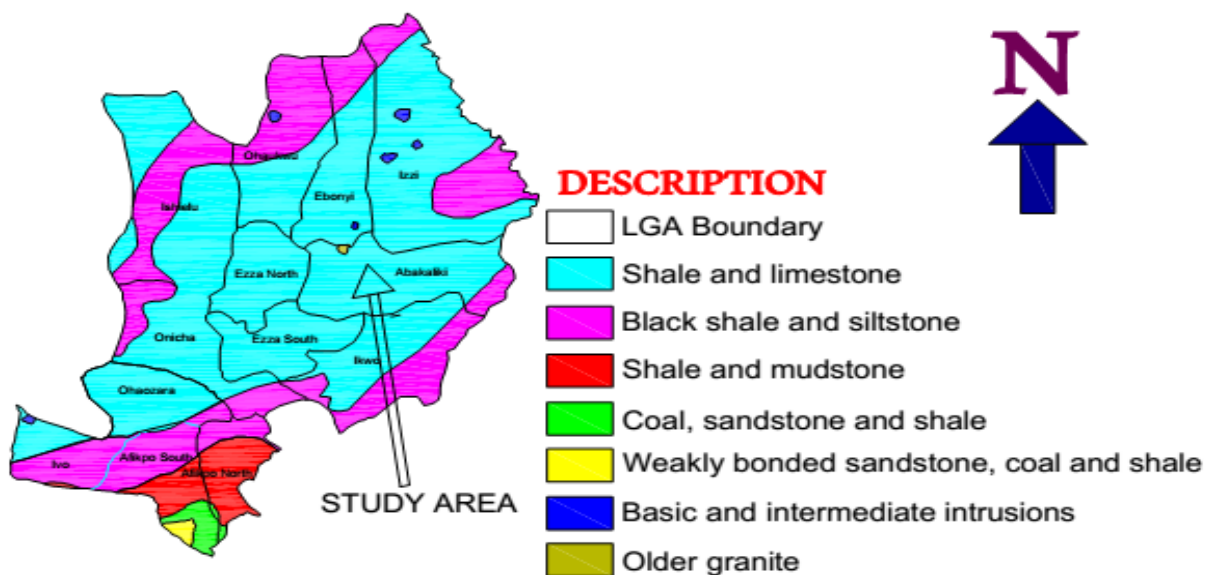 N
Ohaukwu
Izzi
Ishielu
Ebonyi
Ezza North
Abakaliki
Onicha
Ezza South
Ikwo
Ohaozara
Ivo
Afikpo South
Afikpo North
STUDY AREA
DESCRIPTION
LGA Boundary
Shale and limestone
Black shale and siltstone
Shale and mudstone
Coal, sandstone and shale
Weakly bonded sandstone, coal and shale
Basic and intermediate intrusions
Older granite